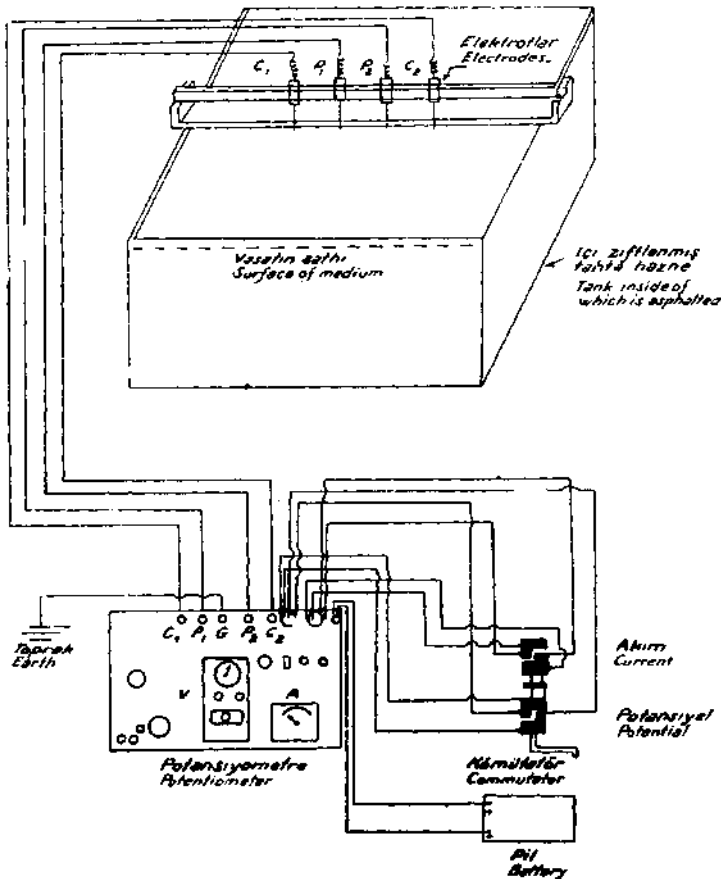 C1 P1 P2 C2
Elektrotlar
Electrodes
Vasatın sathı
Surface of medium
İçi ziftlenmiş
tahta hazne
Tank inside of
which is asphalted
C1 P1 G P2 C2
Toprak
Earth
V
A
Akım
Current
Potansiyel
Potential
Potansiyometre
Potentiometer
Kömütatör
Commutator
Pil
Battery